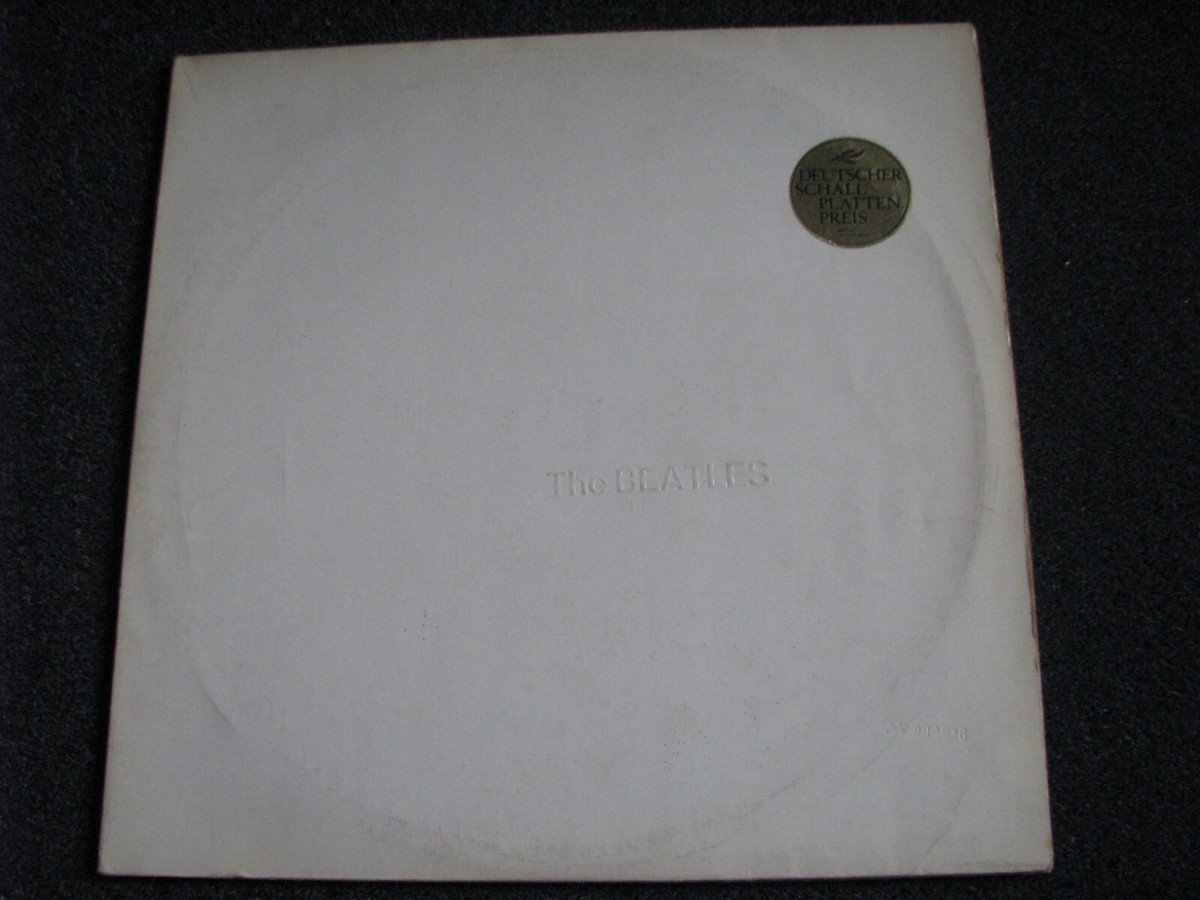 DEUTSCHER
SCHALL
PLATTEN
PREIS
The BEATLES